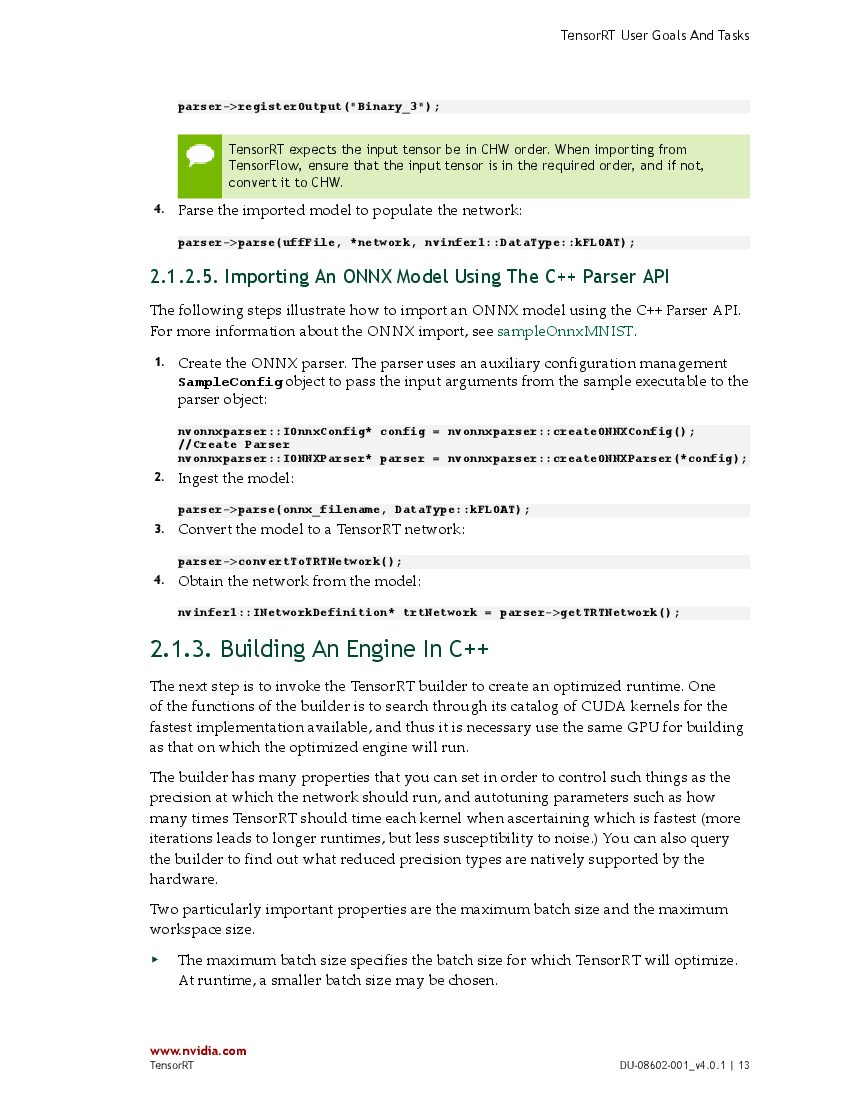 TensorRT User Goals And Tasks
parser->registerOutput("Binary_3");
TensorRT expects the input tensor be in CHW order. When importing from
TensorFlow, ensure that the input tensor is in the required order, and if not,
convert it to CHW.
4. Parse the imported model to populate the network:
parser->parse(uffFile, *network, nvinfer1::DataType::kFLOAT);
2.1.2.5. Importing An ONNX Model Using The C++ Parser API
The following steps illustrate how to import an ONNX model using the C++ Parser API.
For more information about the ONNX import, see sampleOnnxMNIST.
1. Create the ONNX parser. The parser uses an auxiliary configuration management
SampleConfig object to pass the input arguments from the sample executable to the
parser object:
nvonnxparser::IOnnxConfig* config = nvonnxparser::createONNXConfig();
//Create Parser
nvonnxparser::IONNXParser* parser = nvonnxparser::createONNXParser(*config);
2. Ingest the model:
parser->parse(onnx_filename, DataType::kFLOAT);
3. Convert the model to a TensorRT network:
parser->convertToTRTNetwork();
4. Obtain the network from the model:
nvinfer1::INetworkDefinition* trtNetwork = parser->getTRTNetwork();
2.1.3. Building An Engine In C++
The next step is to invoke the TensorRT builder to create an optimized runtime. One
of the functions of the builder is to search through its catalog of CUDA kernels for the
fastest implementation available, and thus it is necessary use the same GPU for building
as that on which the optimized engine will run.
The builder has many properties that you can set in order to control such things as the
precision at which the network should run, and autotuning parameters such as how
many times TensorRT should time each kernel when ascertaining which is fastest (more
iterations leads to longer runtimes, but less susceptibility to noise.) You can also query
the builder to find out what reduced precision types are natively supported by the
hardware.
Two particularly important properties are the maximum batch size and the maximum
workspace size.
‣ The maximum batch size specifies the batch size for which TensorRT will optimize.
At runtime, a smaller batch size may be chosen.
www.nvidia.com
TensorRT DU-08602-001_v4.0.1 | 13